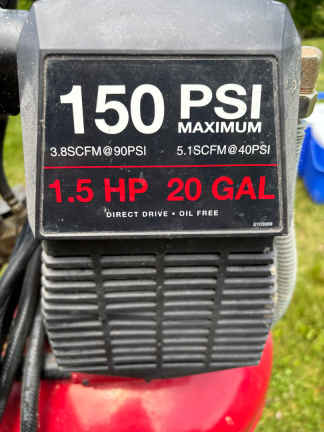 150 PSI
MAXIMUM
3.8SCFM@90PSI 5.1SCFM@40PSI
1.5 HP 20 GAL
DIRECT DRIVE • OIL FREE